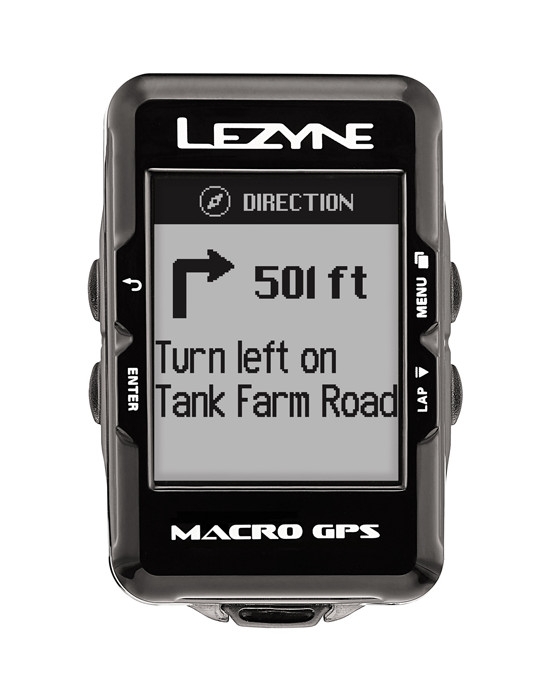 LEZYNE
DIRECTION
501 ft
Turn left on
Tank Farm Road
MENU
ENTER
LAP
MACRO GPS